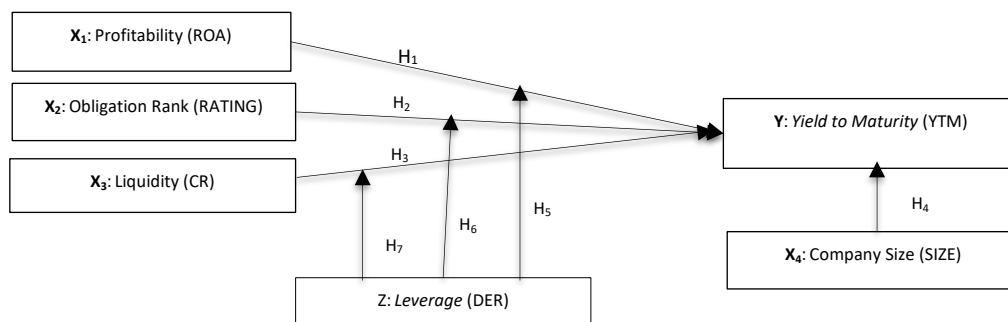 X₁: Profitability (ROA)
H₁
X₂: Obligation Rank (RATING)
H₂
Y: Yield to Maturity (YTM)
H₃
X₃: Liquidity (CR)
H₄
H₅
H₆
H₇
X₄: Company Size (SIZE)
Z: Leverage (DER)